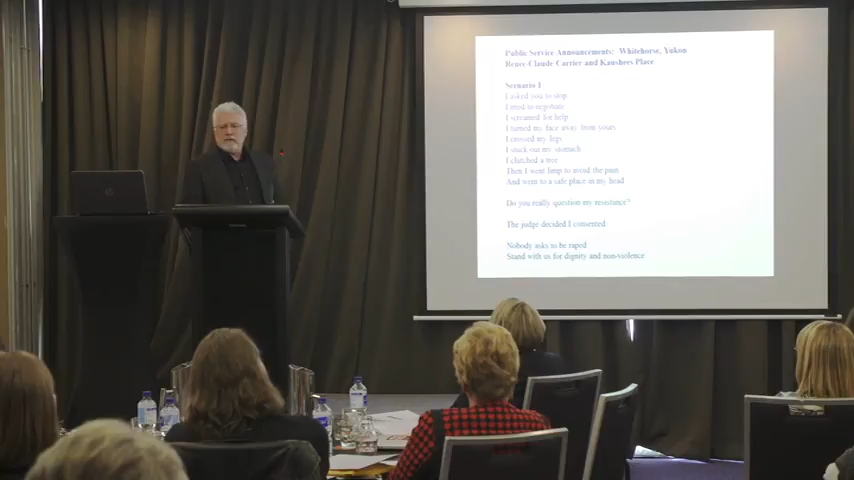 Public Service Announcements: Whitehorse, Yukon
Renee-Claude Carrier and Kaushees Place
Scenario 1
I asked you to stop
I tried to negotiate
I screamed for help
I turned my face away from yours
I crossed my legs
I stuck out my stomach
I clutched a tree
Then I went limp to avoid the pain
And went to a safe place in my head
Do you really question my resistance?
The judge decided I consented
Nobody asks to be raped
Stand with us for dignity and non-violence